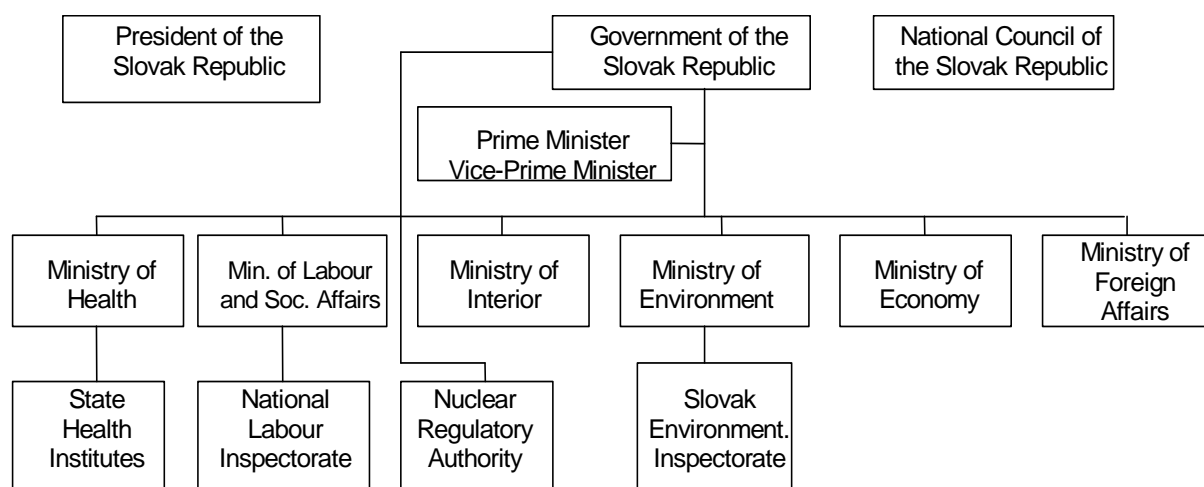 President of the
Slovak Republic
Government of the
Slovak Republic
National Council of
the Slovak Republic
Prime Minister
Vice-Prime Minister
Ministry of
Health
Min. of Labour
and Soc. Affairs
Ministry of
Interior
Ministry of
Environment
Ministry of
Economy
Ministry of
Foreign
Affairs
State
Health
Institutes
National
Labour
Inspectorate
Nuclear
Regulatory
Authority
Slovak
Environment.
Inspectorate